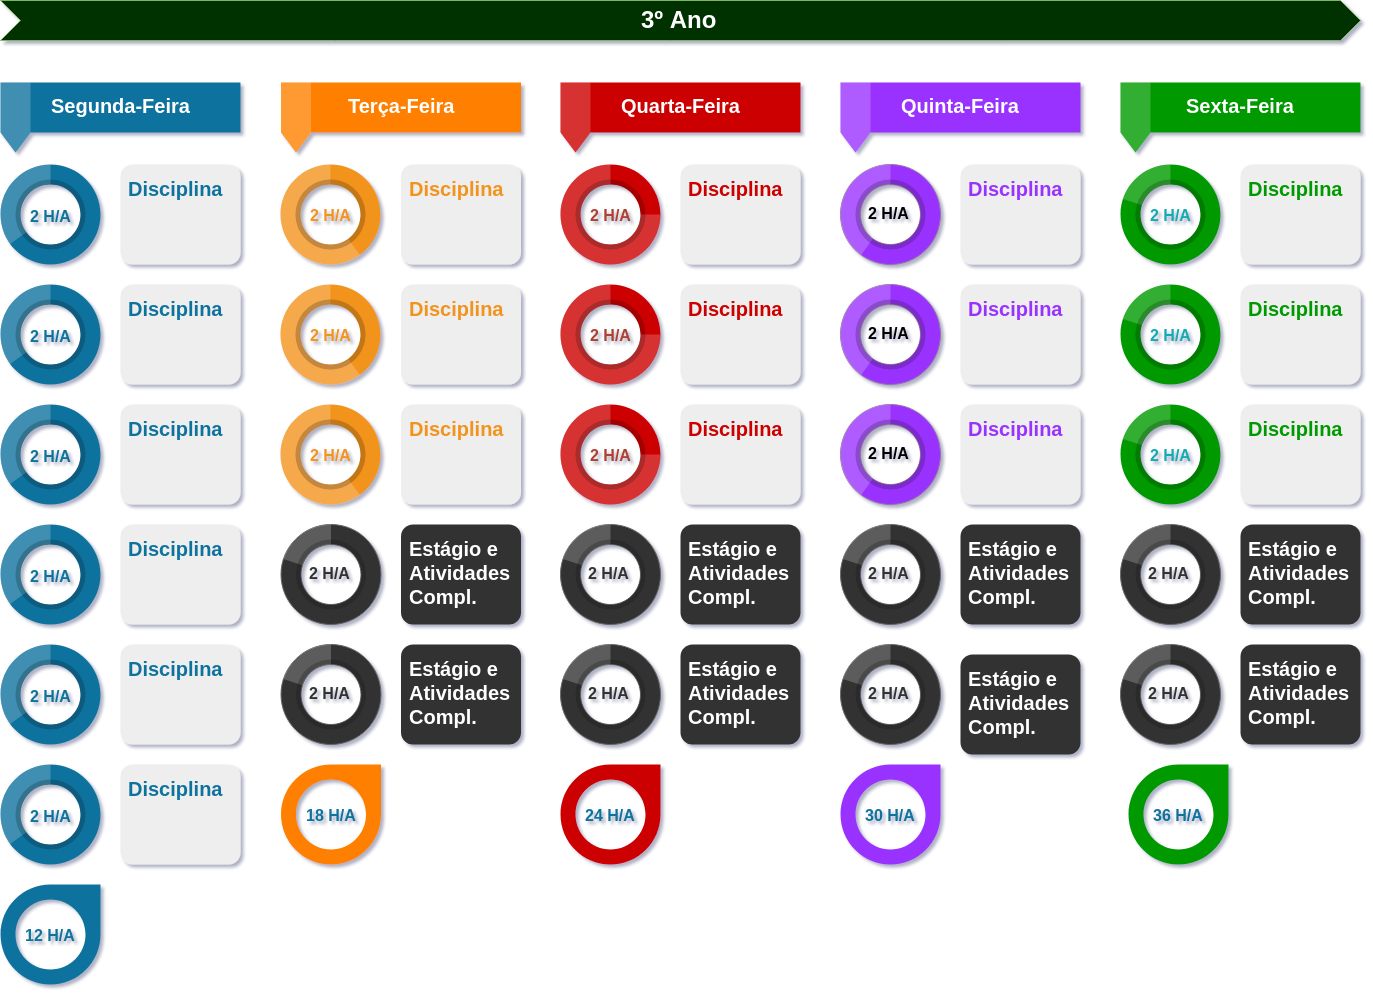 3º Ano
Segunda-Feira
Terça-Feira
Quarta-Feira
Quinta-Feira
Sexta-Feira
2 H/A
Disciplina
2 H/A
Disciplina
2 H/A
Disciplina
2 H/A
Disciplina
2 H/A
Disciplina
2 H/A
Disciplina
2 H/A
Disciplina
2 H/A
Disciplina
2 H/A
Disciplina
2 H/A
Disciplina
2 H/A
Disciplina
2 H/A
Disciplina
2 H/A
Disciplina
2 H/A
Disciplina
2 H/A
Disciplina
2 H/A
Disciplina
2 H/A
Estágio e
Atividades
Compl.
2 H/A
Estágio e
Atividades
Compl.
2 H/A
Estágio e
Atividades
Compl.
2 H/A
Estágio e
Atividades
Compl.
2 H/A
Disciplina
2 H/A
Estágio e
Atividades
Compl.
2 H/A
Estágio e
Atividades
Compl.
2 H/A
Estágio e
Atividades
Compl.
2 H/A
Estágio e
Atividades
Compl.
2 H/A
Disciplina
18 H/A
24 H/A
30 H/A
36 H/A
12 H/A